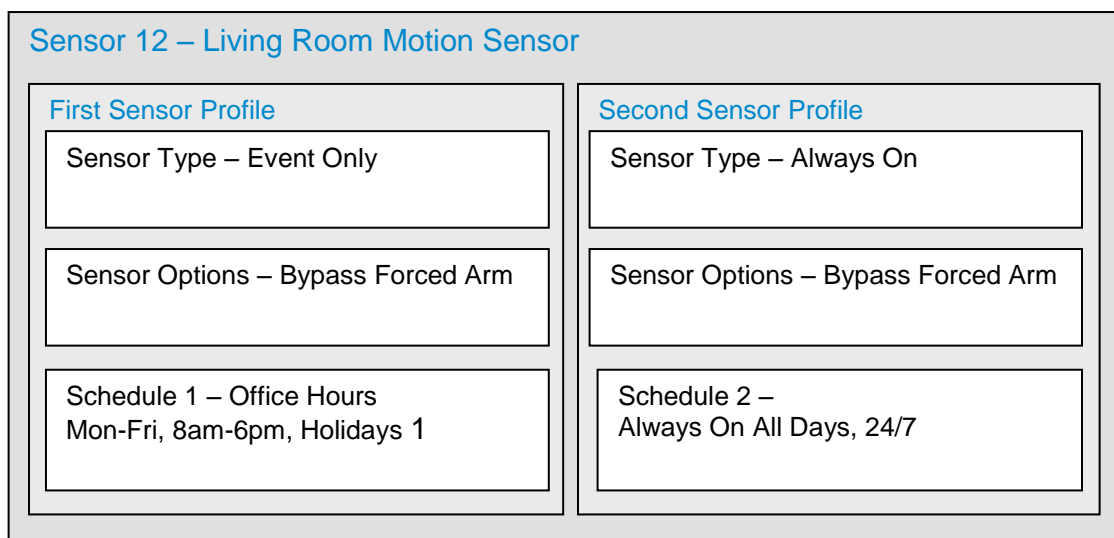 Sensor 12 – Living Room Motion Sensor
First Sensor Profile
Sensor Type – Event Only
Sensor Options – Bypass Forced Arm
Schedule 1 – Office Hours
Mon-Fri, 8am-6pm, Holidays 1
Second Sensor Profile
Sensor Type – Always On
Sensor Options – Bypass Forced Arm
Schedule 2 –
Always On All Days, 24/7